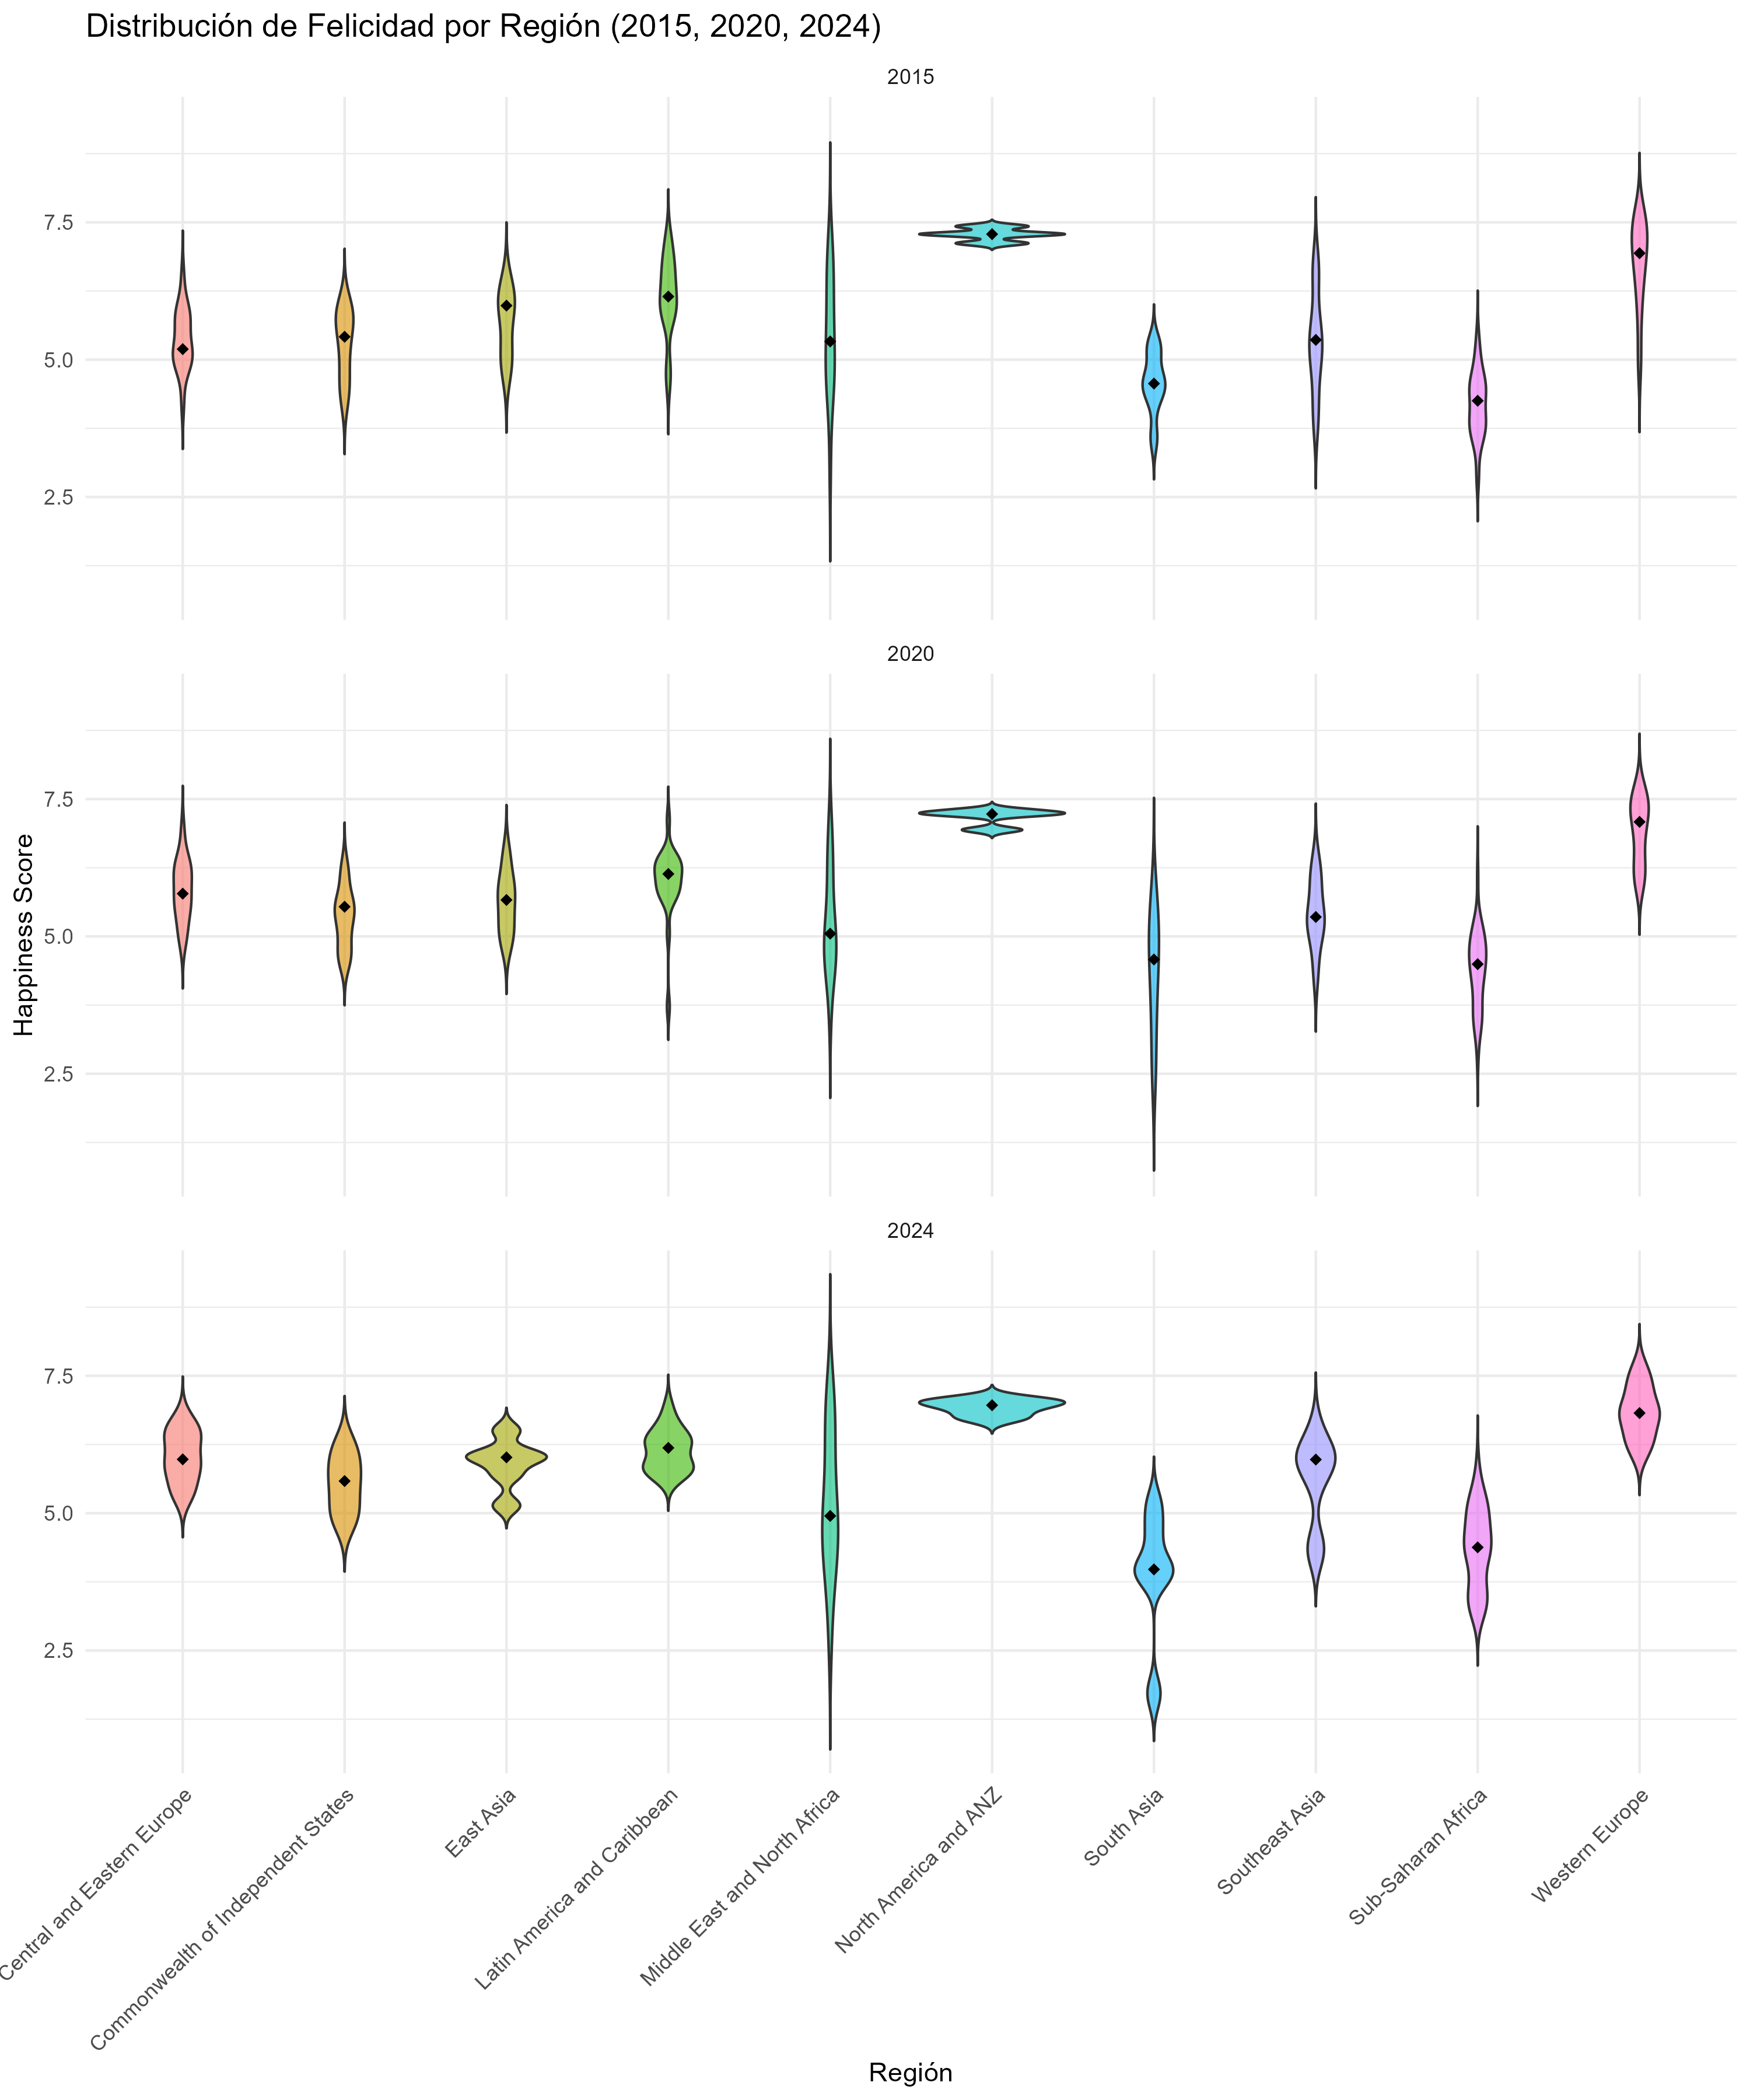 Distribución de Felicidad por Región (2015, 2020, 2024)
2015
7.5
5.0
2.5
2020
Happiness Score
7.5
5.0
2.5
2024
7.5
5.0
2.5
Central and Eastern Europe
Commonwealth of Independent States
East Asia
Latin America and Caribbean
Middle East and North Africa
North America and ANZ
South Asia
Southeast Asia
Sub-Saharan Africa
Western Europe
Región